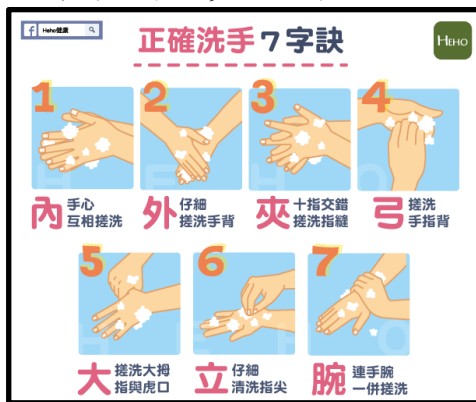 Heho健康
正確洗手7字訣
HEHO
1
2
3
4
內 手心
互相搓洗
外 仔細
搓洗手背
夾 十指交錯
搓洗指縫
弓 搓洗
手指背
5
6
7
大 搓洗大拇
指與虎口
立 仔細
清洗指尖
腕 連手腕
一併搓洗